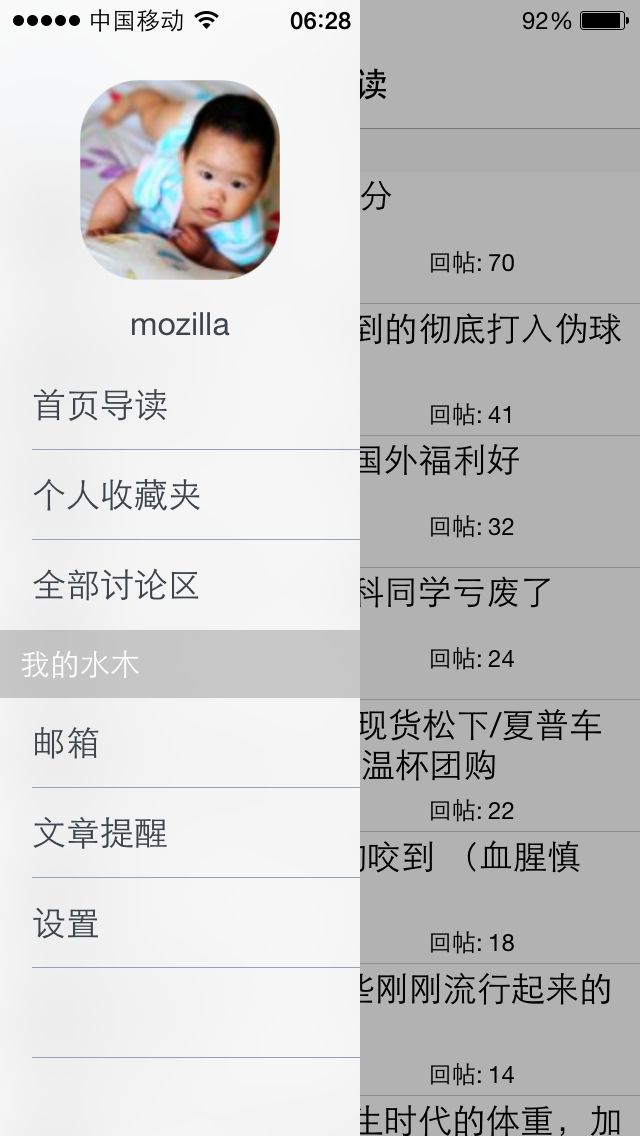 中国移动 06:28 92%
mozilla
首页导读
个人收藏夹
全部讨论区
我的水木
邮箱
文章提醒
设置
读
分
回帖: 70
到的彻底打入伪球
回帖: 41
国外福利好
回帖: 32
科同学亏废了
回帖: 24
现货松下/夏普车
温杯团购
回帖: 22
咬到 （血腥慎
回帖: 18
些刚刚流行起来的
回帖: 14
生时代的体重，加